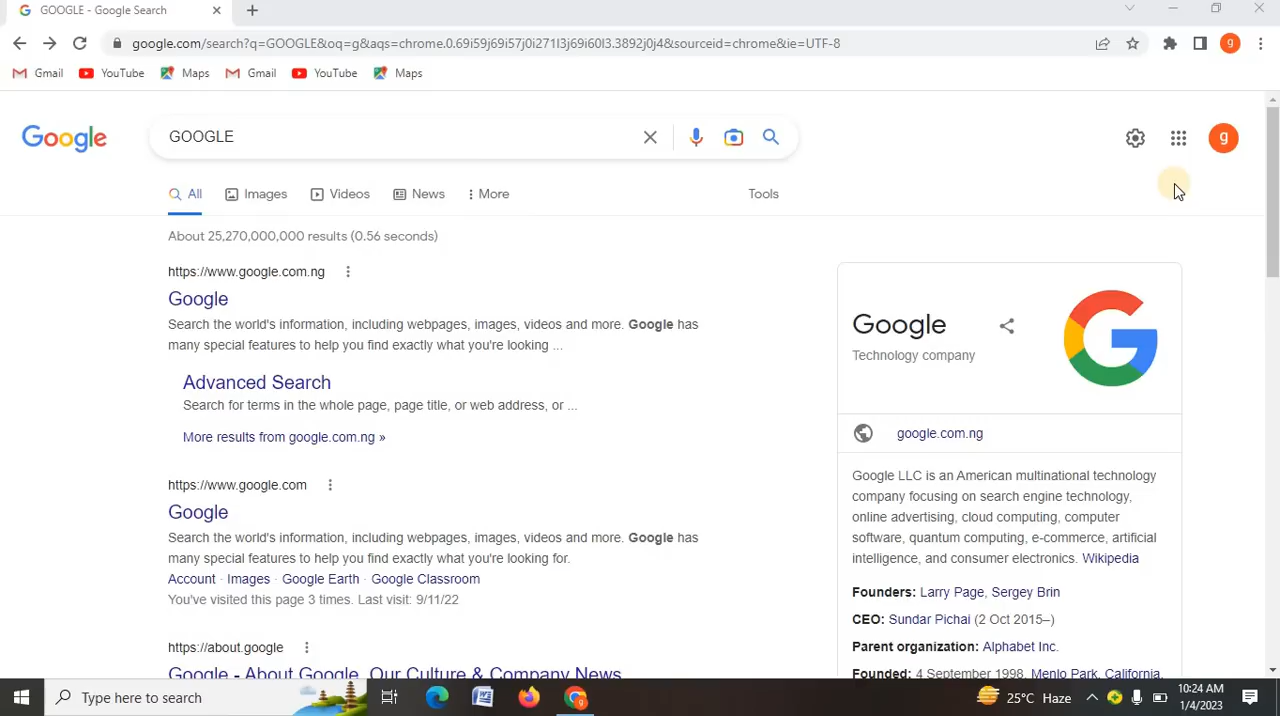 GOOGLE - Google Search
google.com/search?q=GOOGLE&oq=g&aqs=chrome.0.69i59j69i57j0i271l3j69i60l3.3892j0j4&sourceid=chrome&ie=UTF-8
g
Gmail YouTube Maps Gmail YouTube Maps
Google
GOOGLE
g
All Images Videos News More Tools
About 25,270,000,000 results (0.56 seconds)
https://www.google.com.ng
Google
Search the world's information, including webpages, images, videos and more. Google has
many special features to help you find exactly what you're looking ...
Advanced Search
Search for terms in the whole page, page title, or web address, or ...
More results from google.com.ng »
https://www.google.com
Google
Search the world's information, including webpages, images, videos and more. Google has
many special features to help you find exactly what you're looking for.
Account · Images · Google Earth · Google Classroom
You've visited this page 3 times. Last visit: 9/11/22
https://about.google
Google - About Google, Our Culture & Company News
Google
Technology company
google.com.ng
Google LLC is an American multinational technology
company focusing on search engine technology,
online advertising, cloud computing, computer
software, quantum computing, e-commerce, artificial
intelligence, and consumer electronics. Wikipedia
Founders: Larry Page, Sergey Brin
CEO: Sundar Pichai (2 Oct 2015–)
Parent organization: Alphabet Inc.
Founded: 4 September 1998, Menlo Park, California,
Type here to search
25°C Haze
10:24 AM
1/4/2023